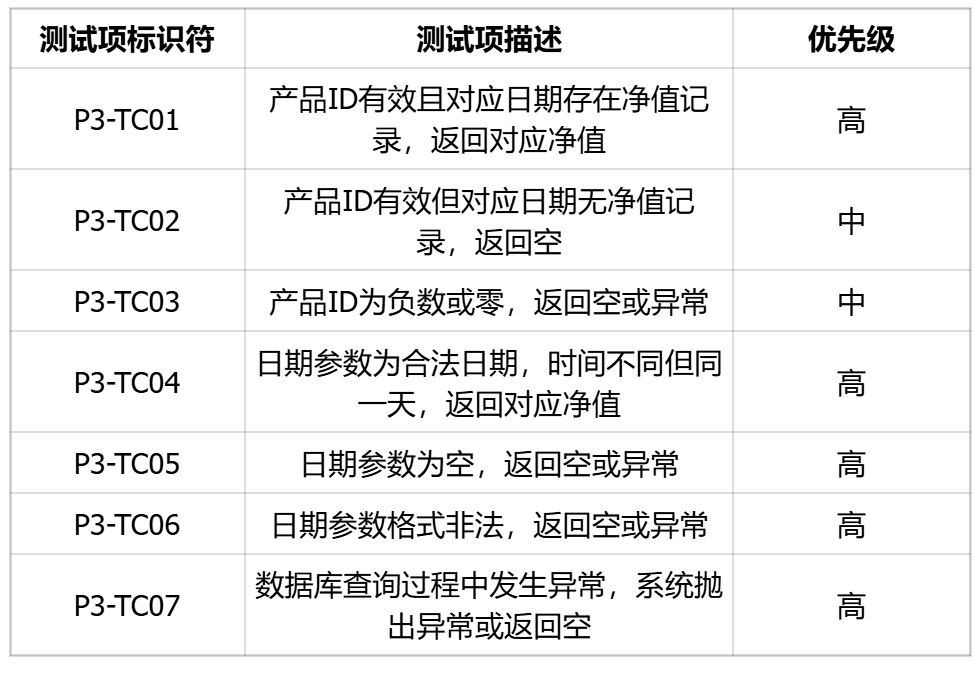 测试项标识符 测试项描述 优先级
P3-TC01 产品ID有效且对应日期存在净值记 高
录，返回对应净值
P3-TC02 产品ID有效但对应日期无净值记 中
录，返回空
P3-TC03 产品ID为负数或零，返回空或异常 中
P3-TC04 日期参数为合法日期，时间不同但同 高
一天，返回对应净值
P3-TC05 日期参数为空，返回空或异常 高
P3-TC06 日期参数格式非法，返回空或异常 高
P3-TC07 数据库查询过程中发生异常，系统抛 高
出异常或返回空